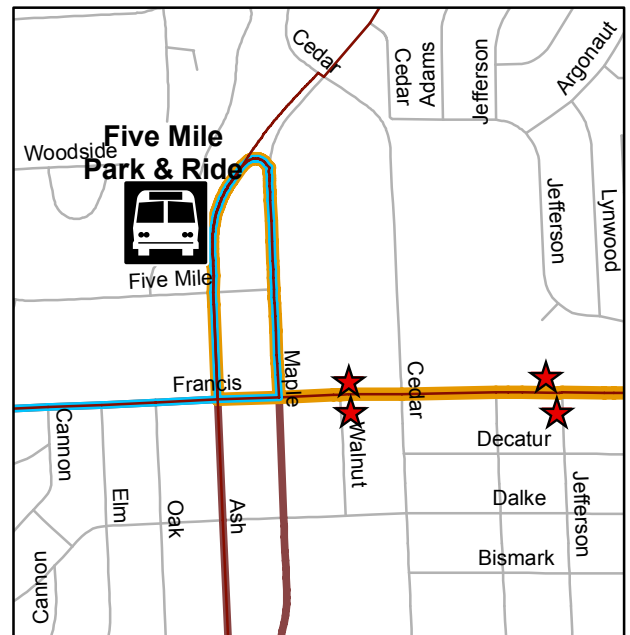 Cedar
Cedar
Adams
Jefferson
Argonaut
Five Mile
Park & Ride
Woodside
Jefferson
Lynwood
Five Mile
Francis
Maple
Cedar
Cannon
Walnut
Decatur
Elm
Oak
Ash
Dalke
Jefferson
Bismark
Cannon